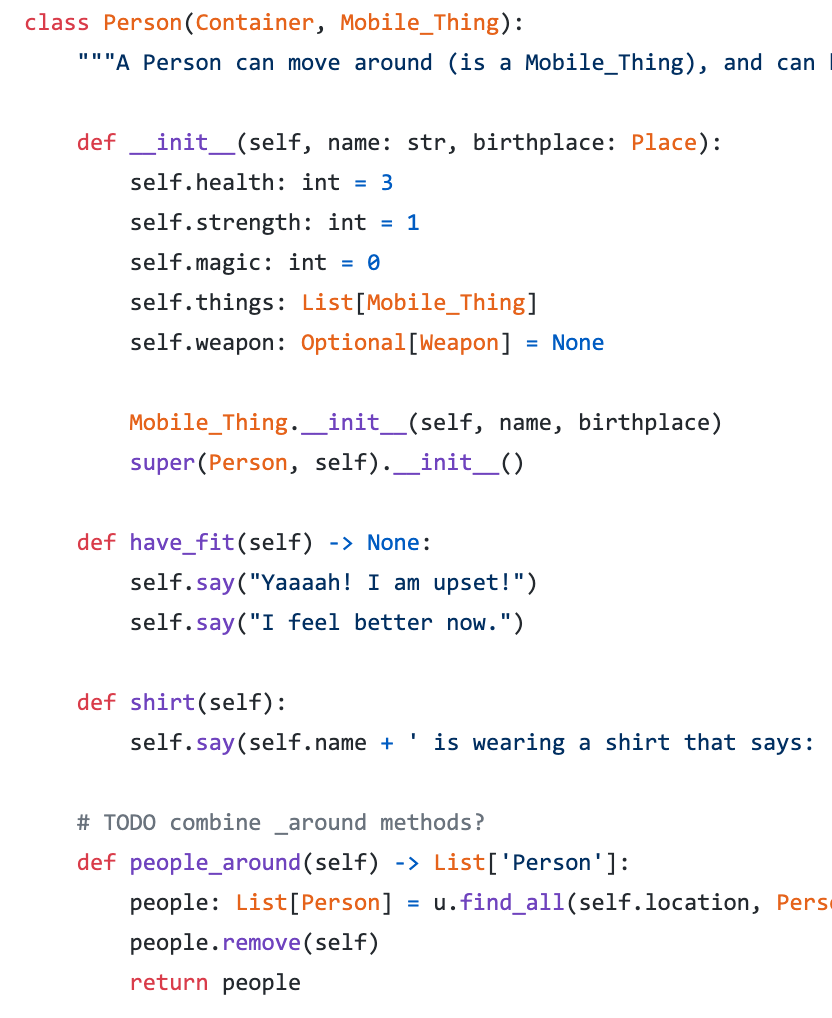 class Person(Container, Mobile_Thing):
    """A Person can move around (is a Mobile_Thing), and can
    def __init__(self, name: str, birthplace: Place):
        self.health: int = 3
        self.strength: int = 1
        self.magic: int = 0
        self.things: List[Mobile_Thing]
        self.weapon: Optional[Weapon] = None
        Mobile_Thing.__init__(self, name, birthplace)
        super(Person, self).__init__()
    def have_fit(self) -> None:
        self.say("Yaaaah! I am upset!")
        self.say("I feel better now.")
    def shirt(self):
        self.say(self.name + ' is wearing a shirt that says:
    # TODO combine _around methods?
    def people_around(self) -> List['Person']:
        people: List[Person] = u.find_all(self.location,
        people.remove(self)
        return people